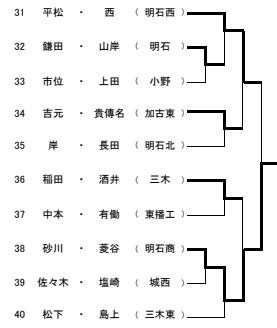 31 平松 ・ 西 ( 明石西 )
32 鎌田 ・ 山岸 ( 明石 )
33 市位 ・ 上田 ( 小野 )
34 吉元 ・ 貴傳名 ( 加古東 )
35 岸 ・ 長田 ( 明石北 )
36 稲田 ・ 酒井 ( 三木 )
37 中本 ・ 有働 ( 東播工 )
38 砂川 ・ 菱谷 ( 明石商 )
39 佐々木 ・ 塩崎 ( 城西 )
40 松下 ・ 島上 ( 三木東 )